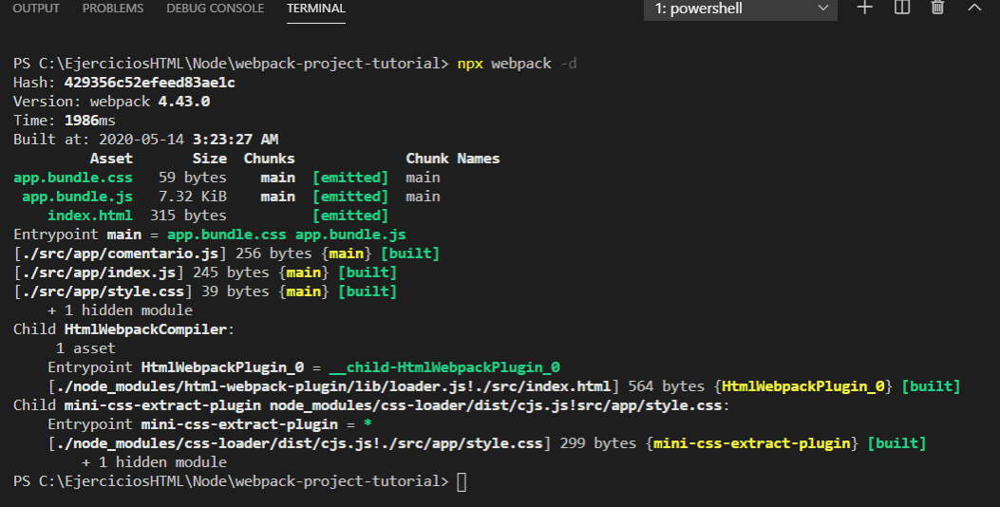 OUTPUT PROBLEMS DEBUG CONSOLE TERMINAL 1: powershell
PS C:\EjerciciosHTML\Node\webpack-project-tutorial> npx webpack -d
Hash: 429356c52efeed83ae1c
Version: webpack 4.43.0
Time: 1986ms
Built at: 2020-05-14 3:23:27 AM
Asset Size Chunks Chunk Names
app.bundle.css 59 bytes main [emitted] main
app.bundle.js 7.32 KiB main [emitted] main
index.html 315 bytes [emitted]
Entrypoint main = app.bundle.css app.bundle.js
[./src/app/comentario.js] 256 bytes {main} [built]
[./src/app/index.js] 245 bytes {main} [built]
[./src/app/style.css] 39 bytes {main} [built]
+ 1 hidden module
Child HtmlWebpackCompiler:
1 asset
Entrypoint HtmlWebpackPlugin_0 = __child-HtmlWebpackPlugin_0
[./node_modules/html-webpack-plugin/lib/loader.js!./src/index.html] 564 bytes {HtmlWebpackPlugin_0} [built]
Child mini-css-extract-plugin node_modules/css-loader/dist/cjs.js!src/app/style.css:
Entrypoint mini-css-extract-plugin = *
[./node_modules/css-loader/dist/cjs.js!./src/app/style.css] 299 bytes {mini-css-extract-plugin} [built]
+ 1 hidden module
PS C:\EjerciciosHTML\Node\webpack-project-tutorial>